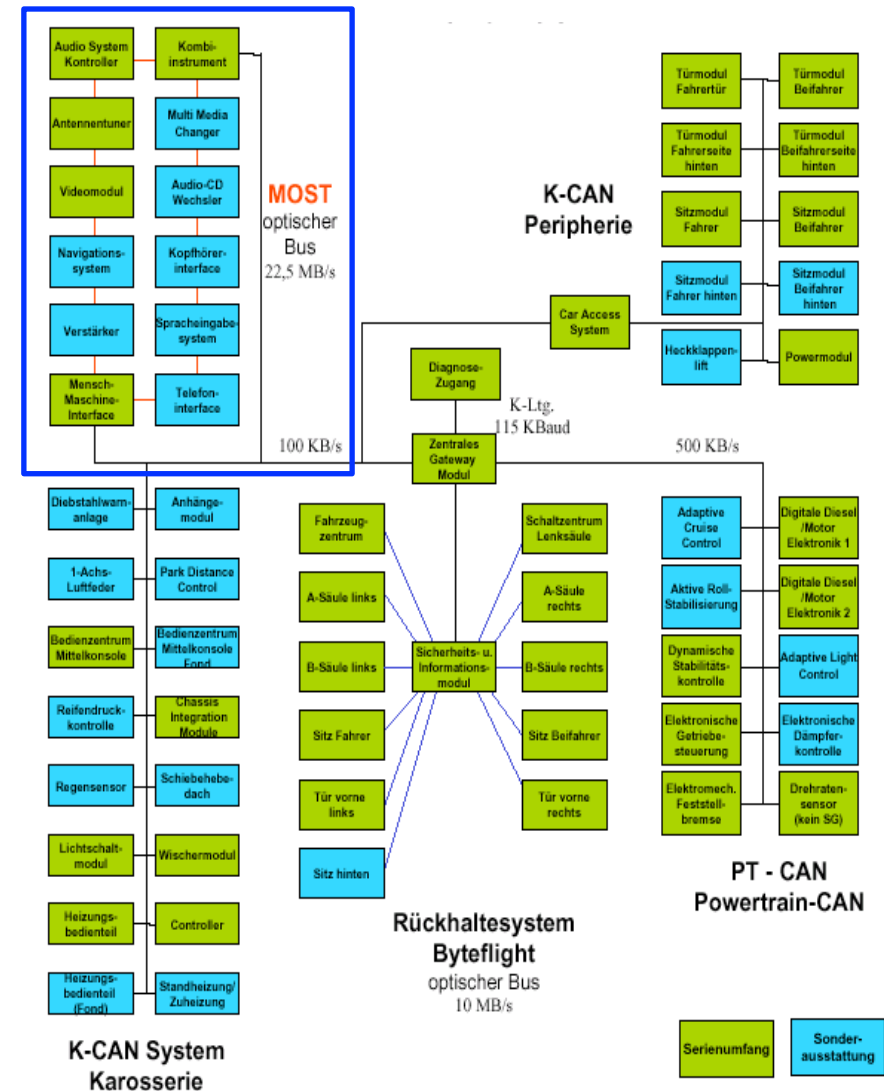 Audio System
Kontroller
Kombi-
instrument
Antennentuner
Multi Media
Changer
Videomodul
Audio-CD
Wechsler
Navigations-
system
Kopfhörer-
interface
Verstärker
Spracheingabe-
system
Mensch-
Maschine-
Interface
Telefon-
interface
MOST
optischer
Bus
22,5 MB/s
100 KB/s
K-CAN
Peripherie
Türmodul
Fahrertür
Türmodul
Beifahrer
Türmodul
Fahrerseite
hinten
Türmodul
Beifahrerseite
hinten
Sitzmodul
Fahrer
Sitzmodul
Beifahrer
Sitzmodul
Fahrer hinten
Sitzmodul
Beifahrer
hinten
Heckklappen-
lift
Powermodul
Car Access
System
Diagnose-
Zugang
K-Ltg.
115 KBaud
Zentrales
Gateway
Modul
500 KB/s
Diebstahlwarn-
anlage
Anhänge-
modul
1-Achs-
Luftfeder
Park Distance
Control
Bedienzentrum
Mittelkonsole
Bedienzentrum
Mittelkonsole
Fond
Reifendruck-
kontrolle
Chassis
Integration
Module
Regensensor
Schiebehebe-
dach
Lichtschalt-
modul
Wischermodul
Heizungs-
bedienteil
Controller
Heizungs-
bedienteil
(Fond)
Standheizung/
Zuheizung
K-CAN System
Karosserie
Fahrzeug-
zentrum
Schaltzentrum
Lenksäule
A-Säule links
A-Säule
rechts
B-Säule links
Sicherheits- u.
Informations-
modul
B-Säule rechts
Sitz Fahrer
Sitz Beifahrer
Tür vorne
links
Tür vorne
rechts
Sitz hinten
Rückhaltesystem
Byteflight
optischer Bus
10 MB/s
Adaptive
Cruise
Control
Digitale Diesel
/Motor
Elektronik 1
Aktive Roll-
Stabilisierung
Digitale Diesel
/Motor
Elektronik 2
Dynamische
Stabilitäts-
kontrolle
Adaptive Light
Control
Elektronische
Getriebe-
steuerung
Elektronische
Dämpfer-
kontrolle
Elektromech.
Feststell-
bremse
Drehraten-
sensor
(kein SG)
PT - CAN
Powertrain-CAN
Serienumfang
Sonder-
ausstattung